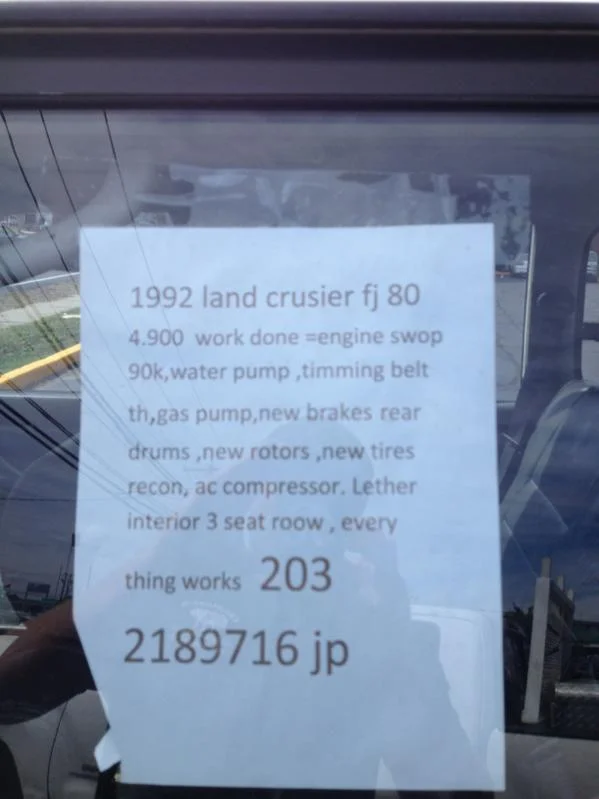 1992 land crusier fj 80
4.900 work done =engine swop
90k,water pump ,timming belt
th,gas pump,new brakes rear
drums ,new rotors ,new tires
recon, ac compressor. Lether
interior 3 seat roow , every
thing works 203
2189716 jp